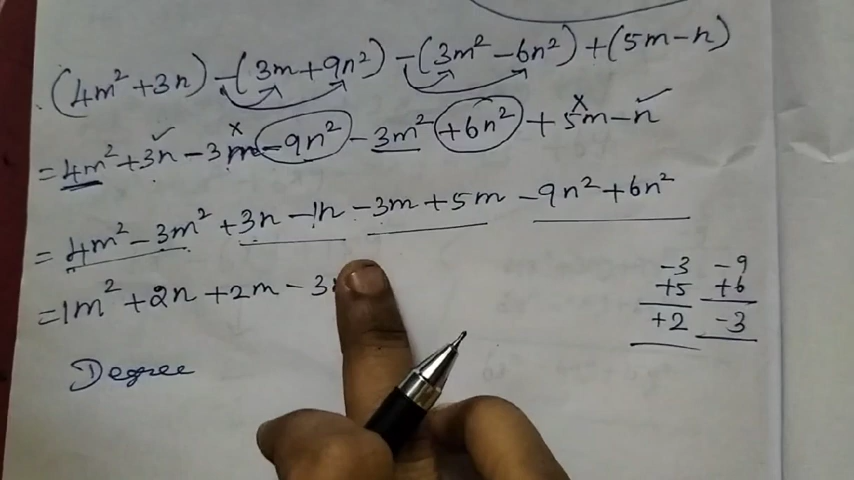 (4m² + 3n) - (3m + 9n²) - (3m² - 6n²) + (5m - n)
= 4m² + 3n - 3m - 9n² - 3m² + 6n² + 5m - n
= 4m² - 3m² + 3n - 1n - 3m + 5m - 9n² + 6n²
= 1m² + 2n + 2m - 3
-3 -9
+5 +6
+2 -3
Degree